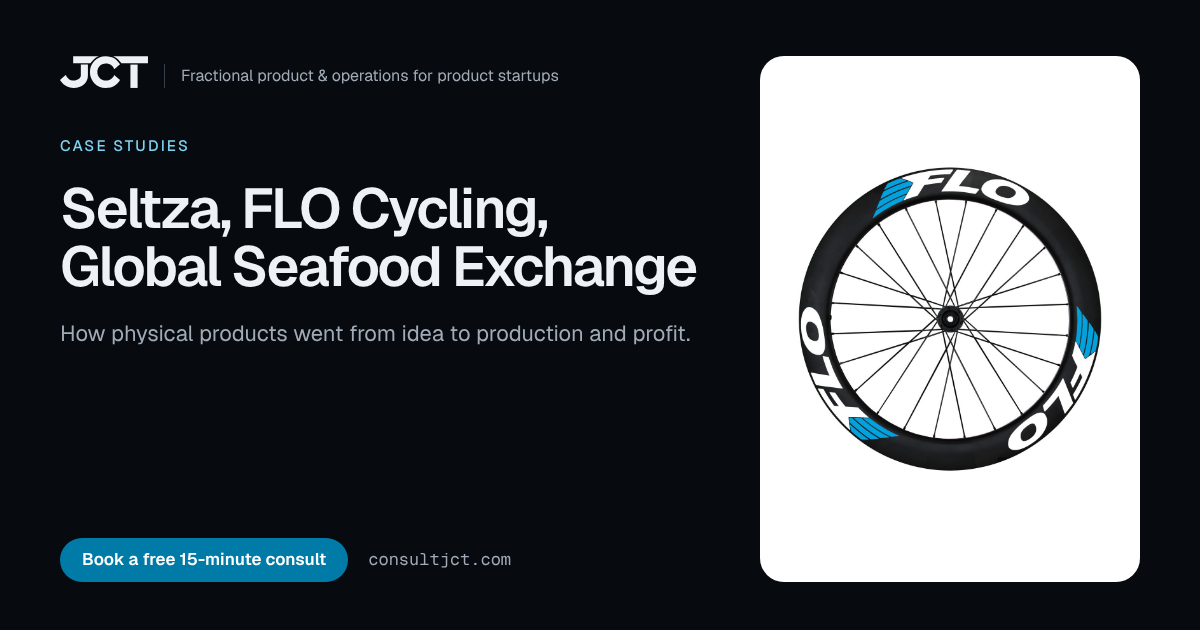 JCT
Fractional product & operations for product startups
CASE STUDIES
Seltza, FLO Cycling,
Global Seafood Exchange
How physical products went from idea to production and profit.
Book a free 15-minute consult
consultjct.com
FLO
FLO
FLO